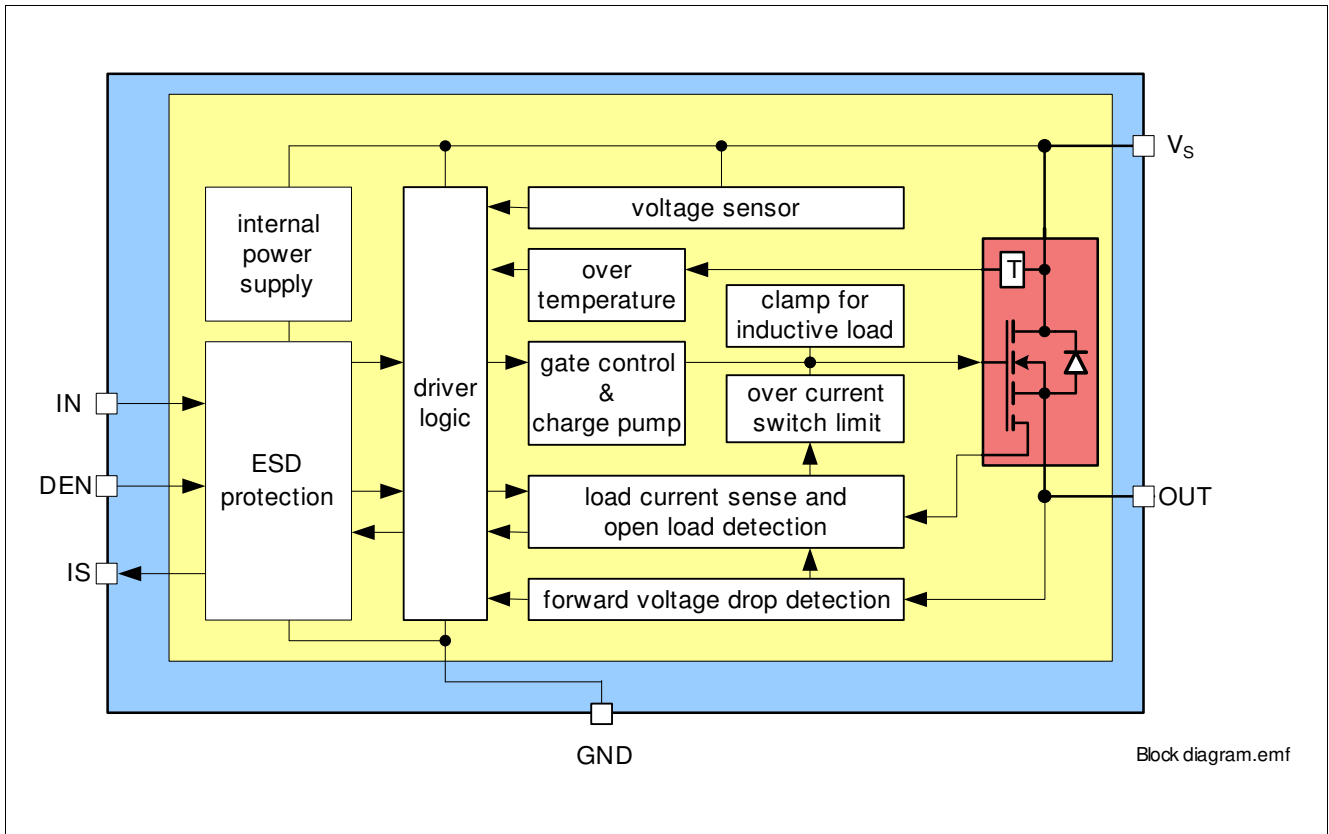 V_S
internal
power
supply
voltage sensor
T
over
temperature
clamp for
inductive load
gate control
&
charge pump
driver
logic
over current
switch limit
IN
DEN
IS
ESD
protection
load current sense and
open load detection
OUT
forward voltage drop detection
GND
Block diagram.emf